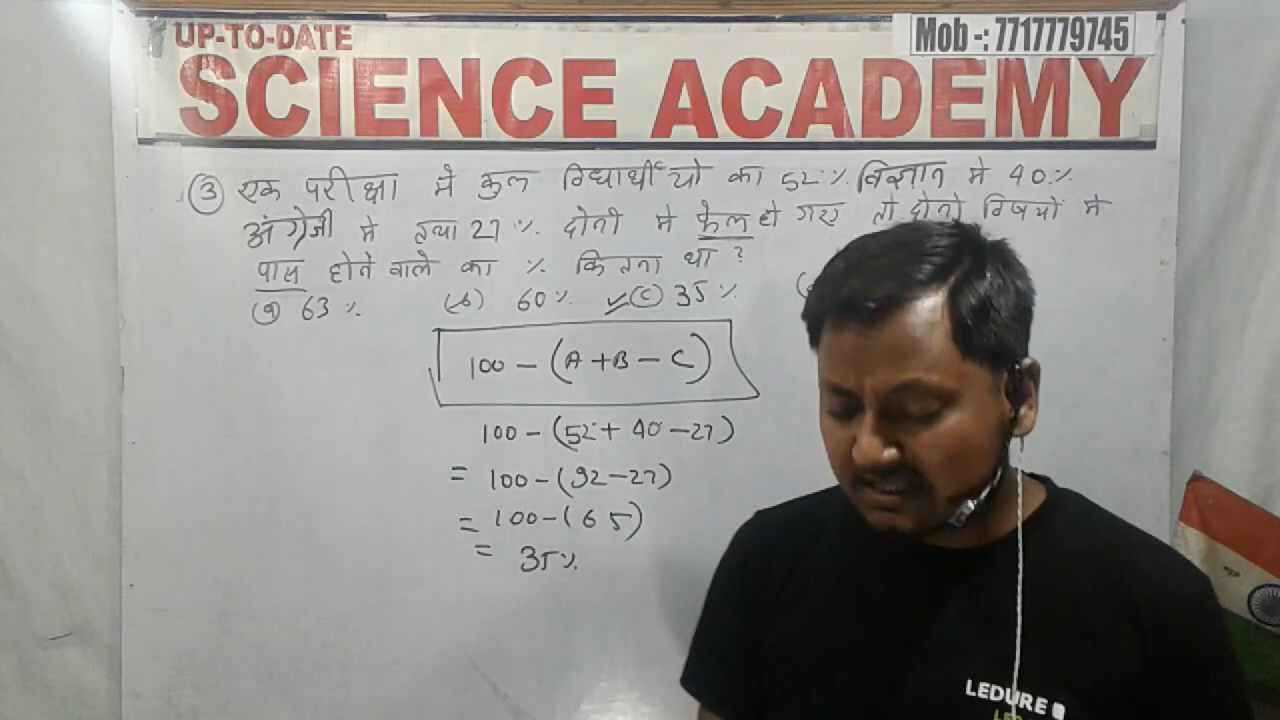 UP-TO-DATE
Mob -: 7717779745
SCIENCE ACADEMY
③ एक परीक्षा मे कुल विधार्थीयो का 52% विज्ञान मे 40%
अंग्रेजी मे तथा 27% दोनो मे फेल हो गए तो दोनो विषयों मे
पास होने वाले का % कितना था ?
(a) 63% (b) 60% ✓(c) 35%
100 - (A + B - C)
100 - (52 + 40 - 27)
= 100 - (92 - 27)
= 100 - (65)
= 35%
LEDURE